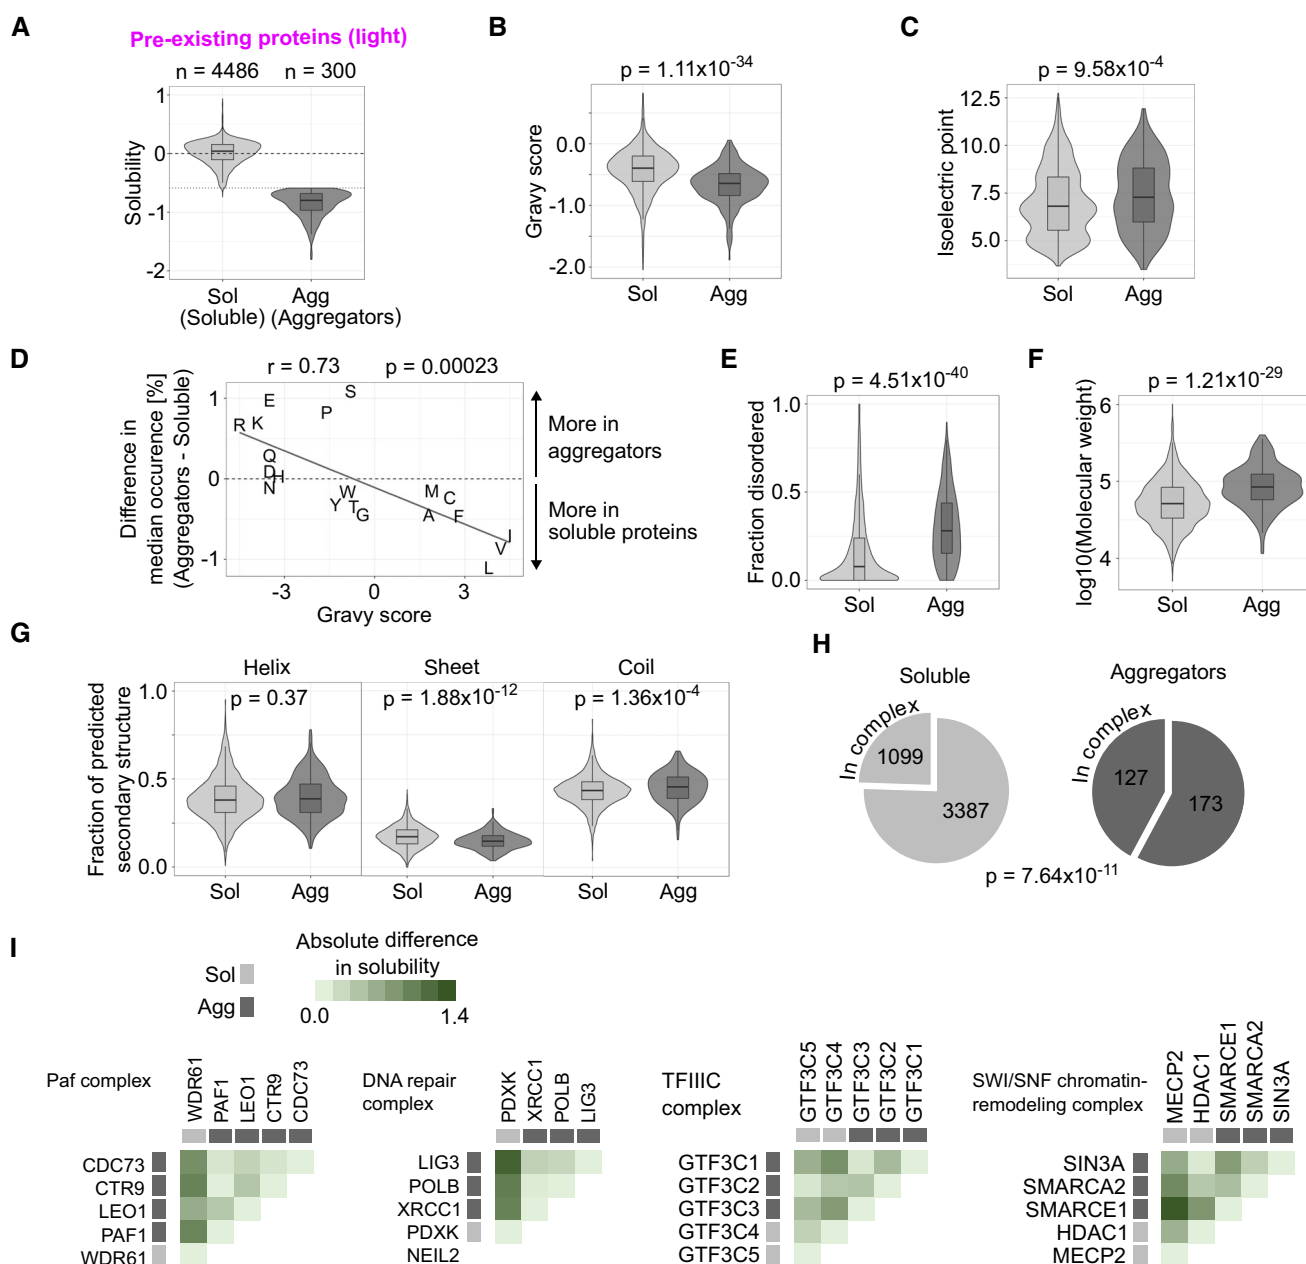 A
Pre-existing proteins (light)
n = 4486 n = 300
Solubility
1
0
-1
-2
Sol
(Soluble)
Agg
(Aggregators)
B
p = 1.11x10-34
Gravy score
0.0
-1.0
-2.0
Sol Agg
C
p = 9.58x10-4
Isoelectric point
12.5
10.0
7.5
5.0
Sol Agg
D
r = 0.73 p = 0.00023
Difference in
median occurence [%]
(Aggregators - Soluble)
1
0
-1
R K E S P
Q D H N
Y W T G
M C A F
I V L
-3 0 3
Gravy score
More in
aggregators
More in
soluble proteins
E
p = 4.51x10-40
Fraction disordered
1.0
0.5
0.0
Sol Agg
F
p = 1.21x10-29
log10(Molecular weight)
6
5
4
Sol Agg
G
Fraction of predicted
secondary structure
1.0
0.5
0.0
Helix Sheet Coil
p = 0.37 p = 1.88x10-12 p = 1.36x10-4
Sol Agg Sol Agg Sol Agg
H
Soluble
In complex
1099
3387
Aggregators
In complex
127
173
p = 7.64x10-11
I
Sol
Agg
Absolute difference
in solubility
0.0 1.4
Paf complex
WDR61
PAF1
LEO1
CTR9
CDC73
CDC73
CTR9
LEO1
PAF1
WDR61
DNA repair
complex
PDXK
XRCC1
POLB
LIG3
LIG3
POLB
XRCC1
PDXK
NEIL2
TFIIIC
complex
GTF3C5
GTF3C4
GTF3C3
GTF3C2
GTF3C1
GTF3C1
GTF3C2
GTF3C3
GTF3C4
GTF3C5
SWI/SNF chromatin-
remodeling complex
MECP2
HDAC1
SMARCE1
SMARCA2
SIN3A
SIN3A
SMARCA2
SMARCE1
HDAC1
MECP2